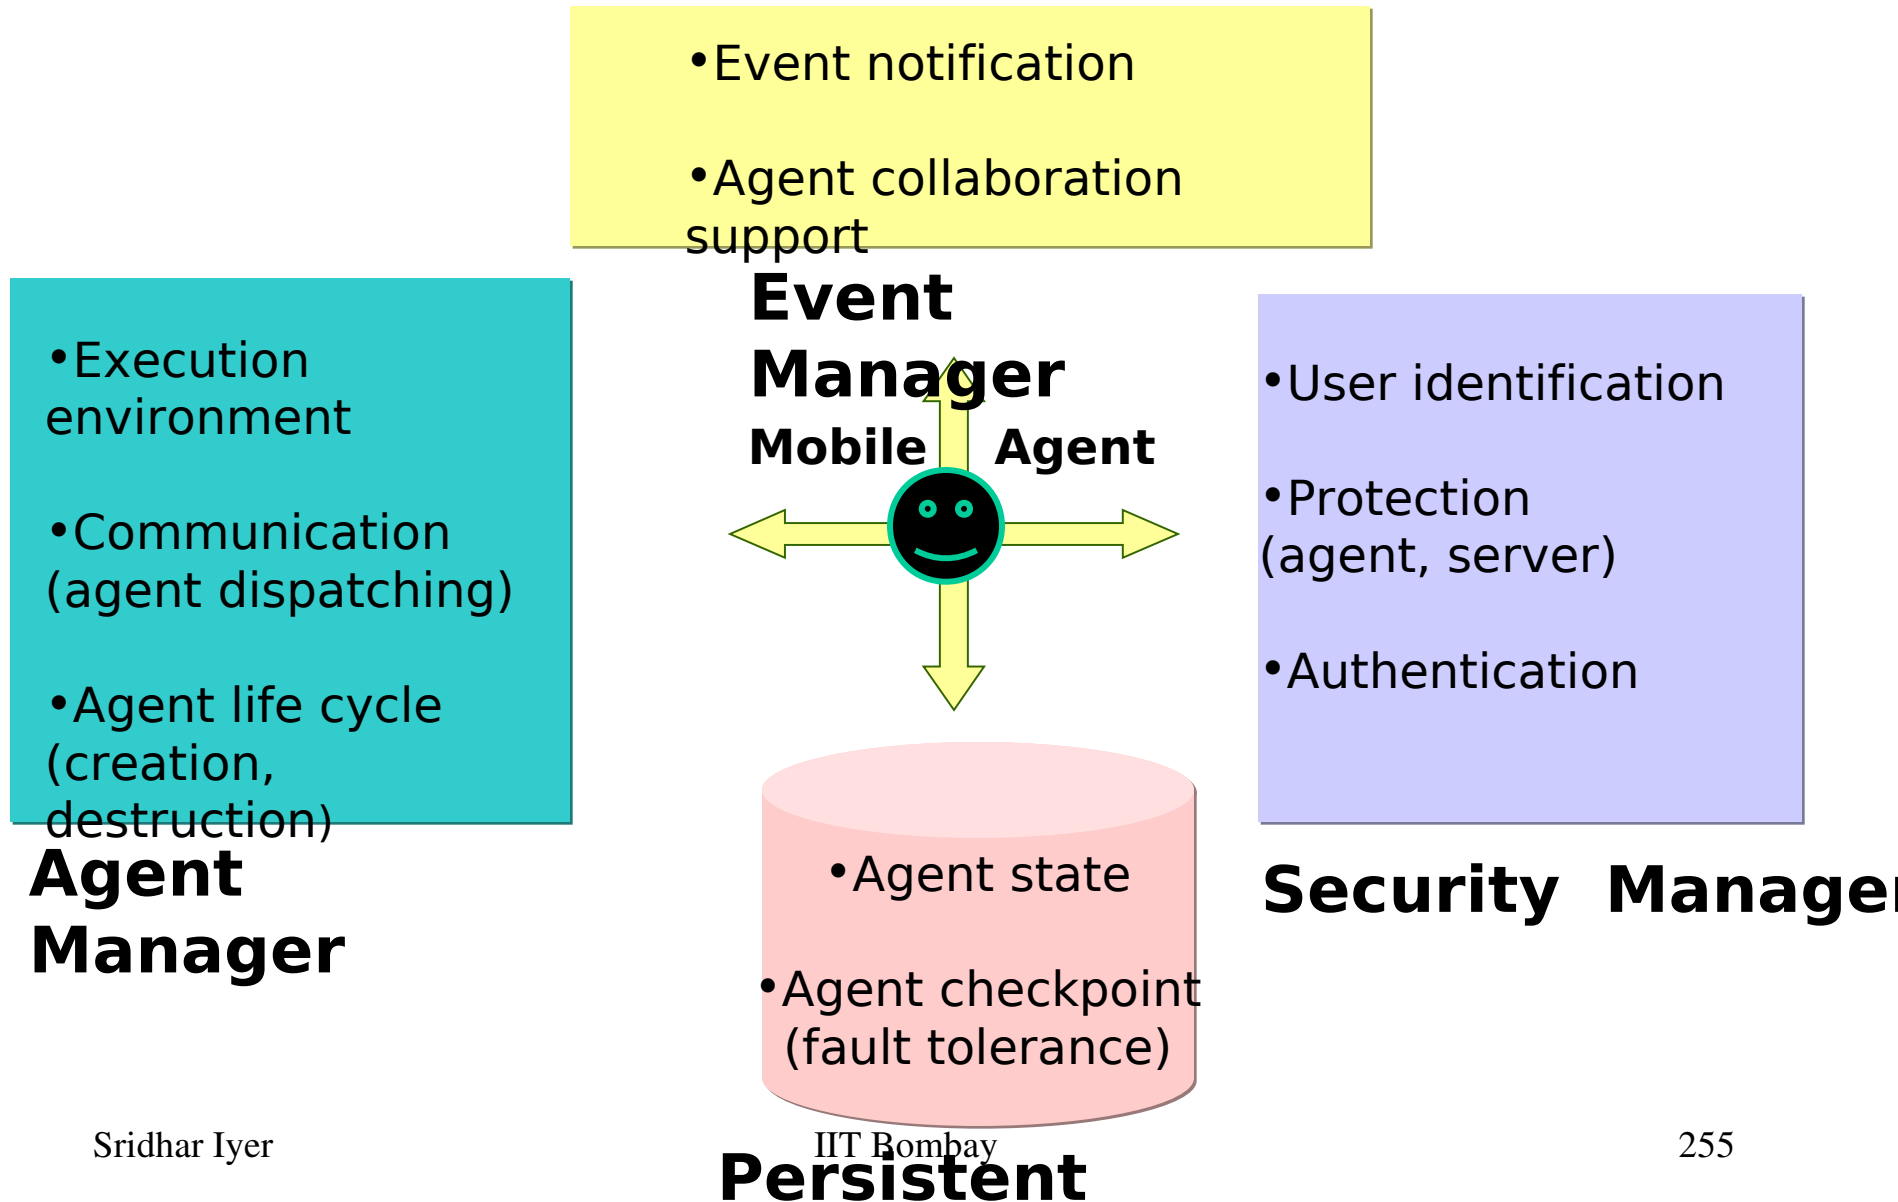 •Event notification
•Agent collaboration
support
Event
Manager
Mobile Agent
•Execution
environment
•Communication
(agent dispatching)
•Agent life cycle
(creation,
destruction)
Agent
Manager
•User identification
•Protection
(agent, server)
•Authentication
Security Manager
•Agent state
•Agent checkpoint
(fault tolerance)
Persistent
Sridhar Iyer
IIT Bombay
255